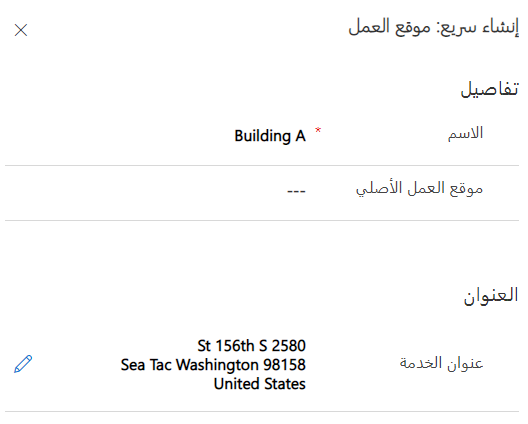 إنشاء سريع: موقع العمل
تفاصيل
الاسم * Building A
موقع العمل الأصلي ---
العنوان
عنوان الخدمة
St 156th S 2580
Sea Tac Washington 98158
United States